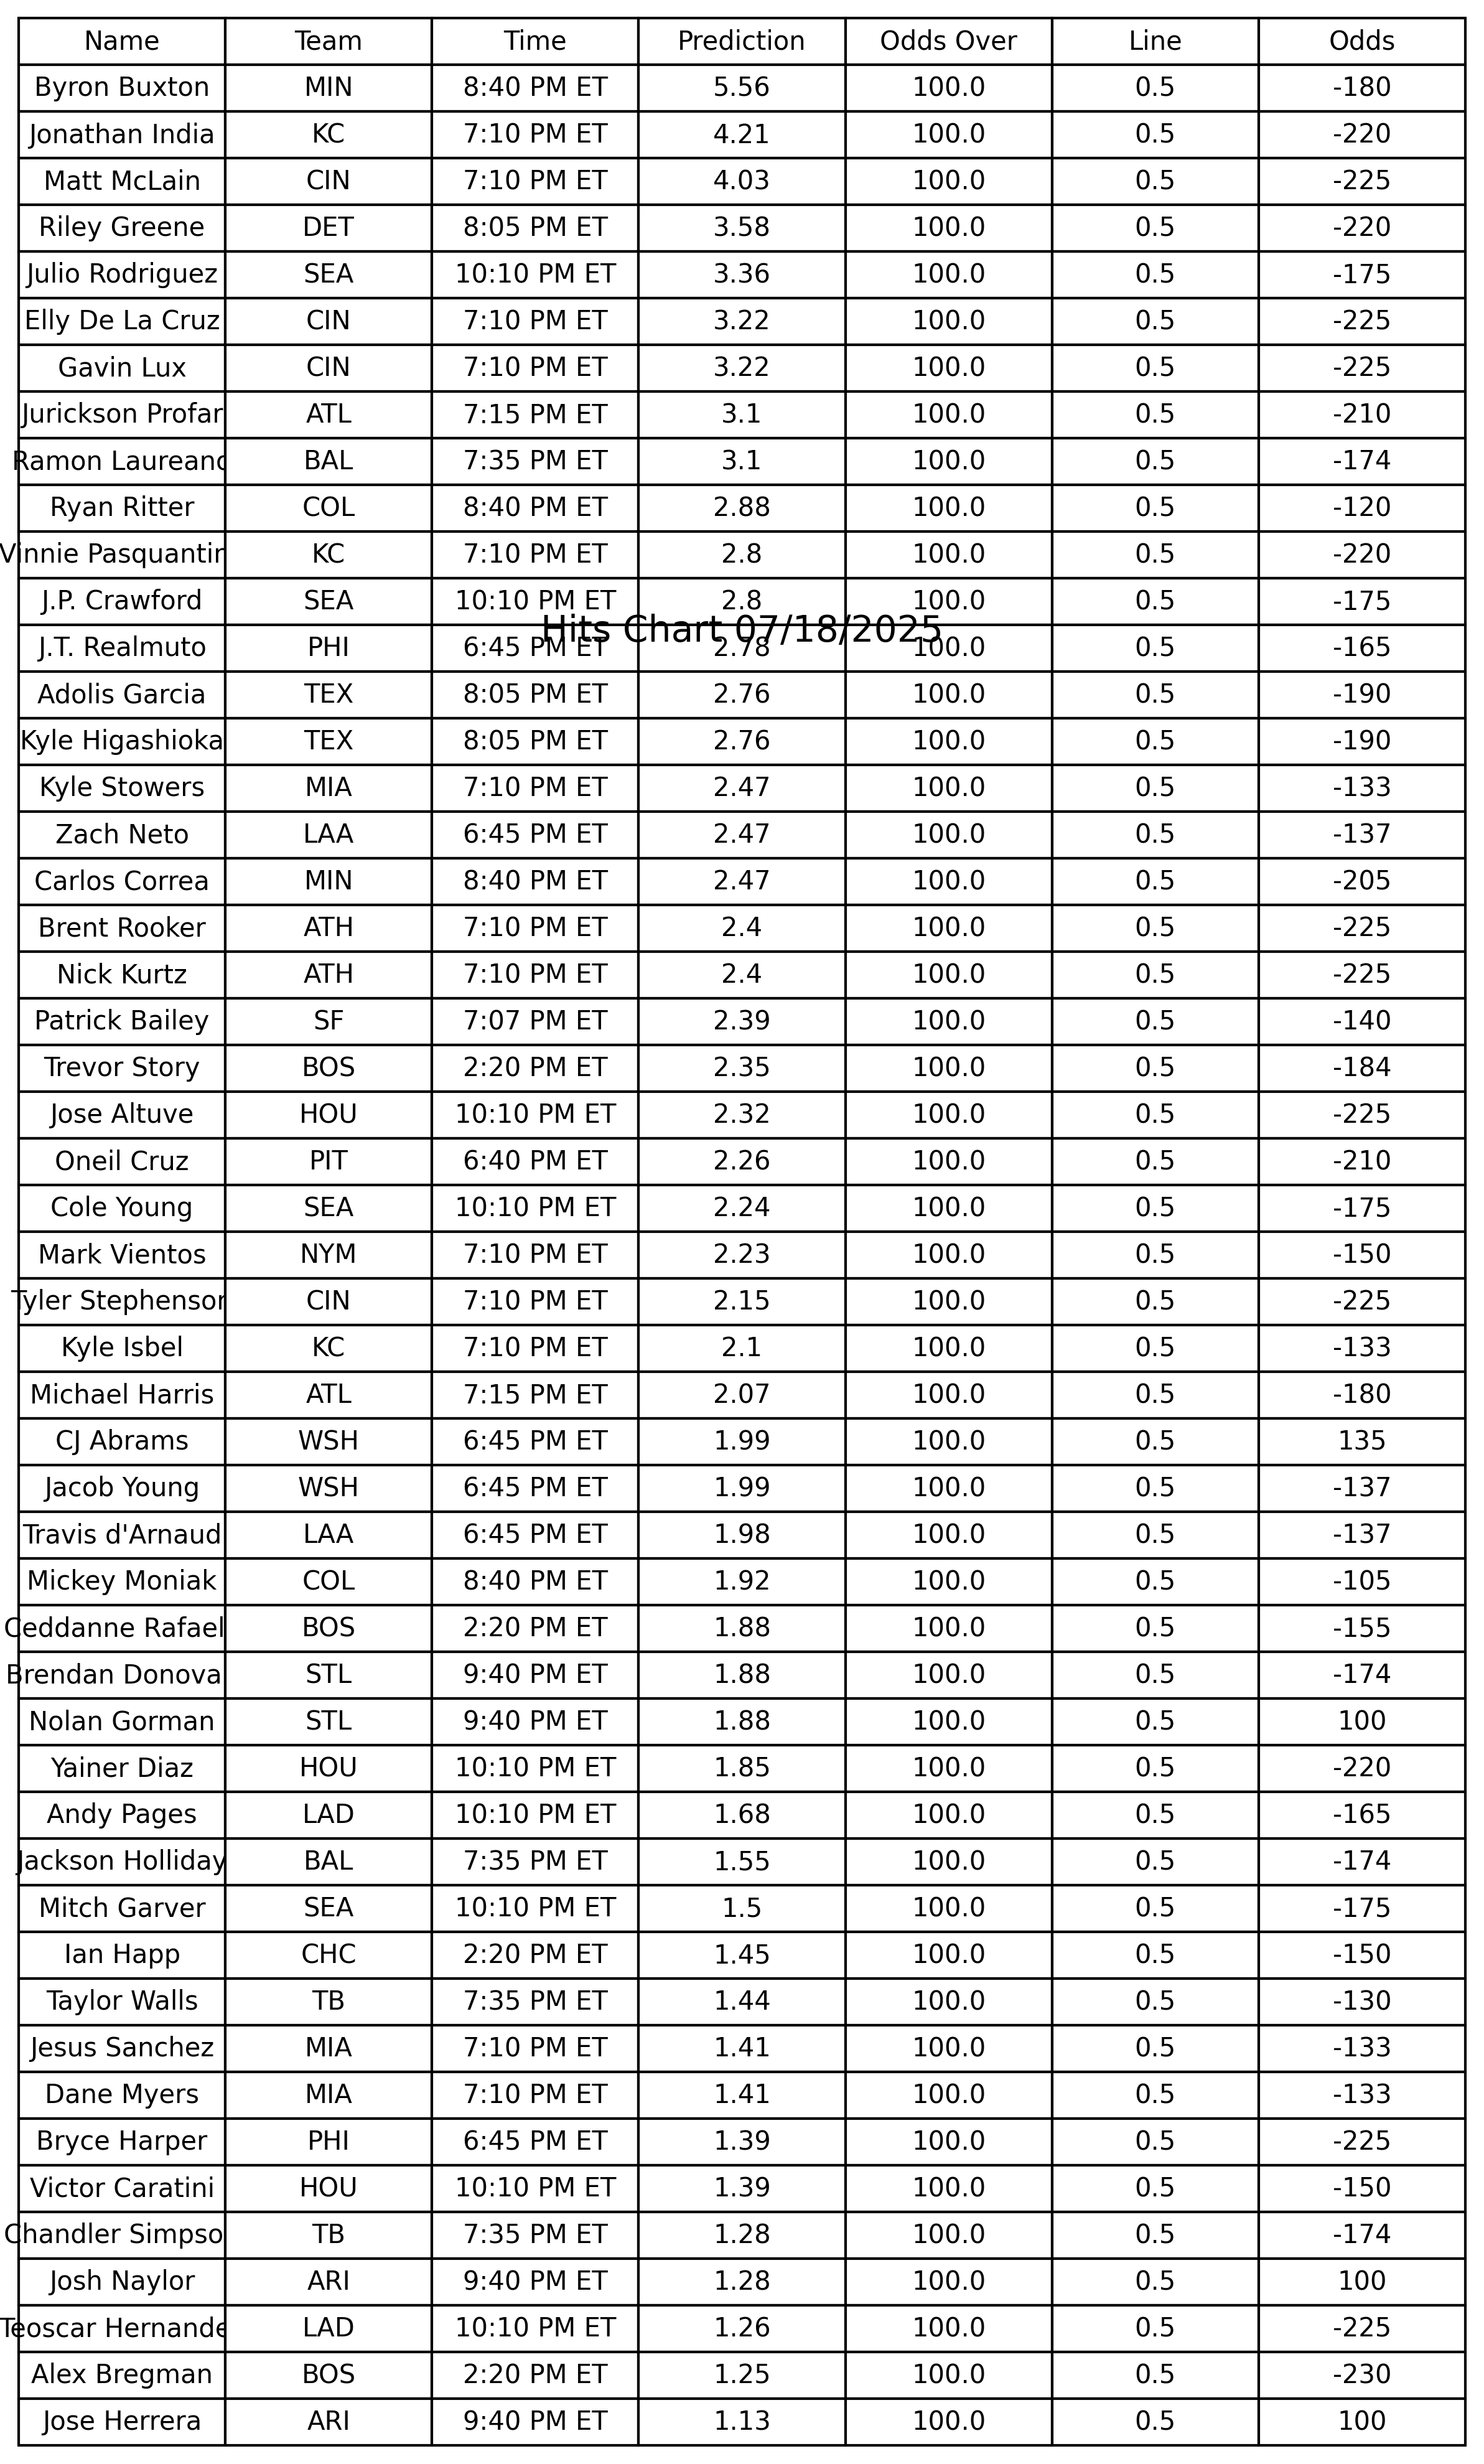 Name Team Time Prediction Odds Over Line Odds
Byron Buxton MIN 8:40 PM ET 5.56 100.0 0.5 -180
Jonathan India KC 7:10 PM ET 4.21 100.0 0.5 -220
Matt McLain CIN 7:10 PM ET 4.03 100.0 0.5 -225
Riley Greene DET 8:05 PM ET 3.58 100.0 0.5 -220
Julio Rodriguez SEA 10:10 PM ET 3.36 100.0 0.5 -175
Elly De La Cruz CIN 7:10 PM ET 3.22 100.0 0.5 -225
Gavin Lux CIN 7:10 PM ET 3.22 100.0 0.5 -225
Jurickson Profar ATL 7:15 PM ET 3.1 100.0 0.5 -210
Ramon Laureano BAL 7:35 PM ET 3.1 100.0 0.5 -174
Ryan Ritter COL 8:40 PM ET 2.88 100.0 0.5 -120
Vinnie Pasquantin KC 7:10 PM ET 2.8 100.0 0.5 -220
J.P. Crawford SEA 10:10 PM ET 2.8 100.0 0.5 -175
Hits Chart 07/18/2025
J.T. Realmuto PHI 6:45 PM ET 2.78 100.0 0.5 -165
Adolis Garcia TEX 8:05 PM ET 2.76 100.0 0.5 -190
Kyle Higashioka TEX 8:05 PM ET 2.76 100.0 0.5 -190
Kyle Stowers MIA 7:10 PM ET 2.47 100.0 0.5 -133
Zach Neto LAA 6:45 PM ET 2.47 100.0 0.5 -137
Carlos Correa MIN 8:40 PM ET 2.47 100.0 0.5 -205
Brent Rooker ATH 7:10 PM ET 2.4 100.0 0.5 -225
Nick Kurtz ATH 7:10 PM ET 2.4 100.0 0.5 -225
Patrick Bailey SF 7:07 PM ET 2.39 100.0 0.5 -140
Trevor Story BOS 2:20 PM ET 2.35 100.0 0.5 -184
Jose Altuve HOU 10:10 PM ET 2.32 100.0 0.5 -225
Oneil Cruz PIT 6:40 PM ET 2.26 100.0 0.5 -210
Cole Young SEA 10:10 PM ET 2.24 100.0 0.5 -175
Mark Vientos NYM 7:10 PM ET 2.23 100.0 0.5 -150
Tyler Stephenson CIN 7:10 PM ET 2.15 100.0 0.5 -225
Kyle Isbel KC 7:10 PM ET 2.1 100.0 0.5 -133
Michael Harris ATL 7:15 PM ET 2.07 100.0 0.5 -180
CJ Abrams WSH 6:45 PM ET 1.99 100.0 0.5 135
Jacob Young WSH 6:45 PM ET 1.99 100.0 0.5 -137
Travis d'Arnaud LAA 6:45 PM ET 1.98 100.0 0.5 -137
Mickey Moniak COL 8:40 PM ET 1.92 100.0 0.5 -105
Ceddanne Rafael BOS 2:20 PM ET 1.88 100.0 0.5 -155
Brendan Donova STL 9:40 PM ET 1.88 100.0 0.5 -174
Nolan Gorman STL 9:40 PM ET 1.88 100.0 0.5 100
Yainer Diaz HOU 10:10 PM ET 1.85 100.0 0.5 -220
Andy Pages LAD 10:10 PM ET 1.68 100.0 0.5 -165
Jackson Holliday BAL 7:35 PM ET 1.55 100.0 0.5 -174
Mitch Garver SEA 10:10 PM ET 1.5 100.0 0.5 -175
Ian Happ CHC 2:20 PM ET 1.45 100.0 0.5 -150
Taylor Walls TB 7:35 PM ET 1.44 100.0 0.5 -130
Jesus Sanchez MIA 7:10 PM ET 1.41 100.0 0.5 -133
Dane Myers MIA 7:10 PM ET 1.41 100.0 0.5 -133
Bryce Harper PHI 6:45 PM ET 1.39 100.0 0.5 -225
Victor Caratini HOU 10:10 PM ET 1.39 100.0 0.5 -150
Chandler Simpso TB 7:35 PM ET 1.28 100.0 0.5 -174
Josh Naylor ARI 9:40 PM ET 1.28 100.0 0.5 100
Teoscar Hernande LAD 10:10 PM ET 1.26 100.0 0.5 -225
Alex Bregman BOS 2:20 PM ET 1.25 100.0 0.5 -230
Jose Herrera ARI 9:40 PM ET 1.13 100.0 0.5 100